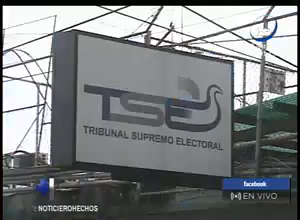 TSE
TRIBUNAL SUPREMO ELECTORAL
facebook
EN VIVO
NOTICIEROHECHOS